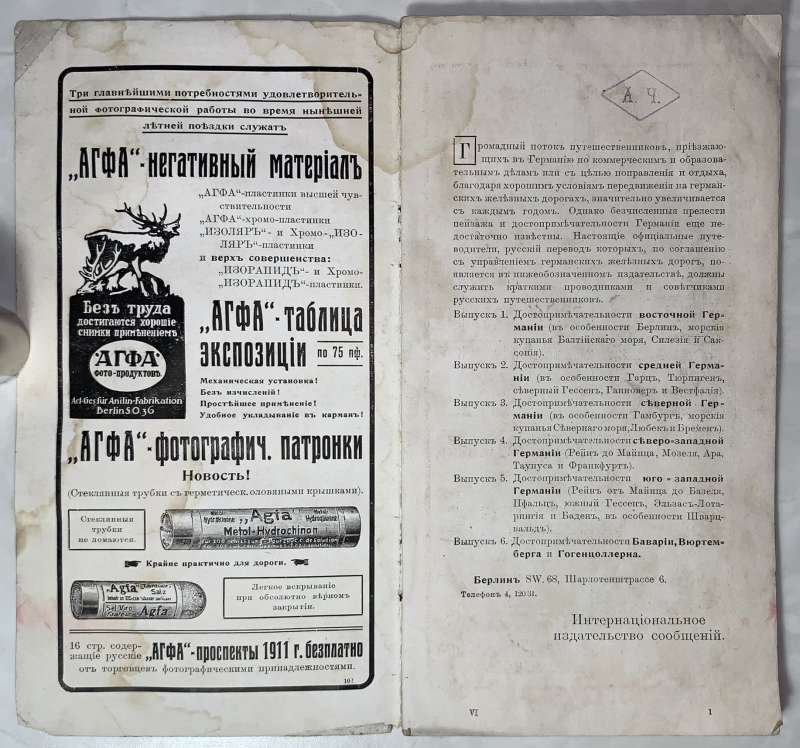 Три главнѣйшими потребностями удовлетворитель-
ной фотографической работы во время нынѣшней
лѣтней поѣздки служатъ
„АГФА“-негативный матеріалъ
„АГФА“-пластинки высшей чув-
ствительности
„АГФА“-хромо-пластинки
„ИЗОЛЯРЪ“- и Хромо-„ИЗО-
ЛЯРЪ“-пластинки
и верхъ совершенства:
„ИЗОРАПИДЪ“- и Хромо-
„ИЗОРАПИДЪ“-пластинки.
Безъ труда
достигаются хорошіе
снимки примѣненіемъ
„АГФА“
фото-продуктовъ
Act-Ges für Anilin-Fabrikation
Berlin S.O. 36
„АГФА“-таблица
экспозиціи по 75 пф.
Механическая установка!
Безъ исчисленій!
Простѣйшее примѣненіе!
Удобное укладываніе въ карманъ!
„АГФА“-фотографич. патронки
Новость!
(Стеклянныя трубки съ герметическ. оловяными крышками).
Стеклянныя
трубки
не ломаются.
„Agfa“
Metol-Hydrochinon
Крайне практично для дороги.
„Agfa“
Salz
Agfa
Легкое вскрываніе
при обсолютно вѣрномъ
закрытіи.
16 стр. содер-
жащіе русскіе „АГФА“-проспекты 1911 г. безплатно
отъ торговцевъ фотографическими принадлежностями.
102
А. Ч.
Громадный потокъ путешественниковъ, пріѣзжаю-
щихъ въ Германію по коммерческимъ и образова-
тельнымъ дѣламъ или съ цѣлью поправленія и отдыха,
благодаря хорошимъ условіямъ передвиженія на герман-
скихъ желѣзныхъ дорогахъ, значительно увеличивается
съ каждымъ годомъ. Однако безчисленныя прелести
пейзажа и достопримѣчательности Германіи еще не-
достаточно извѣстны. Настоящіе офиціальные путе-
водители, русскій переводъ которыхъ, по соглашенію
съ управленіемъ германскихъ желѣзныхъ дорогъ, по-
является въ нижеобозначенномъ издательствѣ, должны
служить краткими проводниками и совѣтчиками
русскихъ путешественниковъ.
Выпускъ 1. Достопримѣчательность восточной Гер-
маніи (въ особенности Берлинъ, морскія
купанья Балтійскаго моря, Силезія и Сак-
сонія).
Выпускъ 2. Достопримѣчательности средней Герма-
ніи (въ особенности Гарцъ, Тюрингенъ,
сѣверный Гессенъ, Ганноверъ и Вестфалія).
Выпускъ 3. Достопримѣчательности сѣверной Гер-
маніи (въ особенности Гамбургъ, морскія
купанья Сѣвернаго моря, Любекъ и Бременъ).
Выпускъ 4. Достопримѣчательности сѣверо-западной
Германіи (Рейнъ до Майнца, Мозеля, Ара,
Таунуса и Франкфуртъ).
Выпускъ 5. Достопримѣчательности юго-западной
Германіи (Рейнъ отъ Майнца до Базеля,
Пфальцъ, южный Гессенъ, Эльзасъ-Лота-
рингія и Баденъ, въ особенности Шварц-
вальдъ).
Выпускъ 6. Достопримѣчательности Баваріи, Вюртем-
берга и Гогенцоллерна.
Берлинъ SW. 68, Шарлотенштрассе 6.
Телефонъ 4, 12031.
Интернаціональное
издательство сообщеній.
VI 1